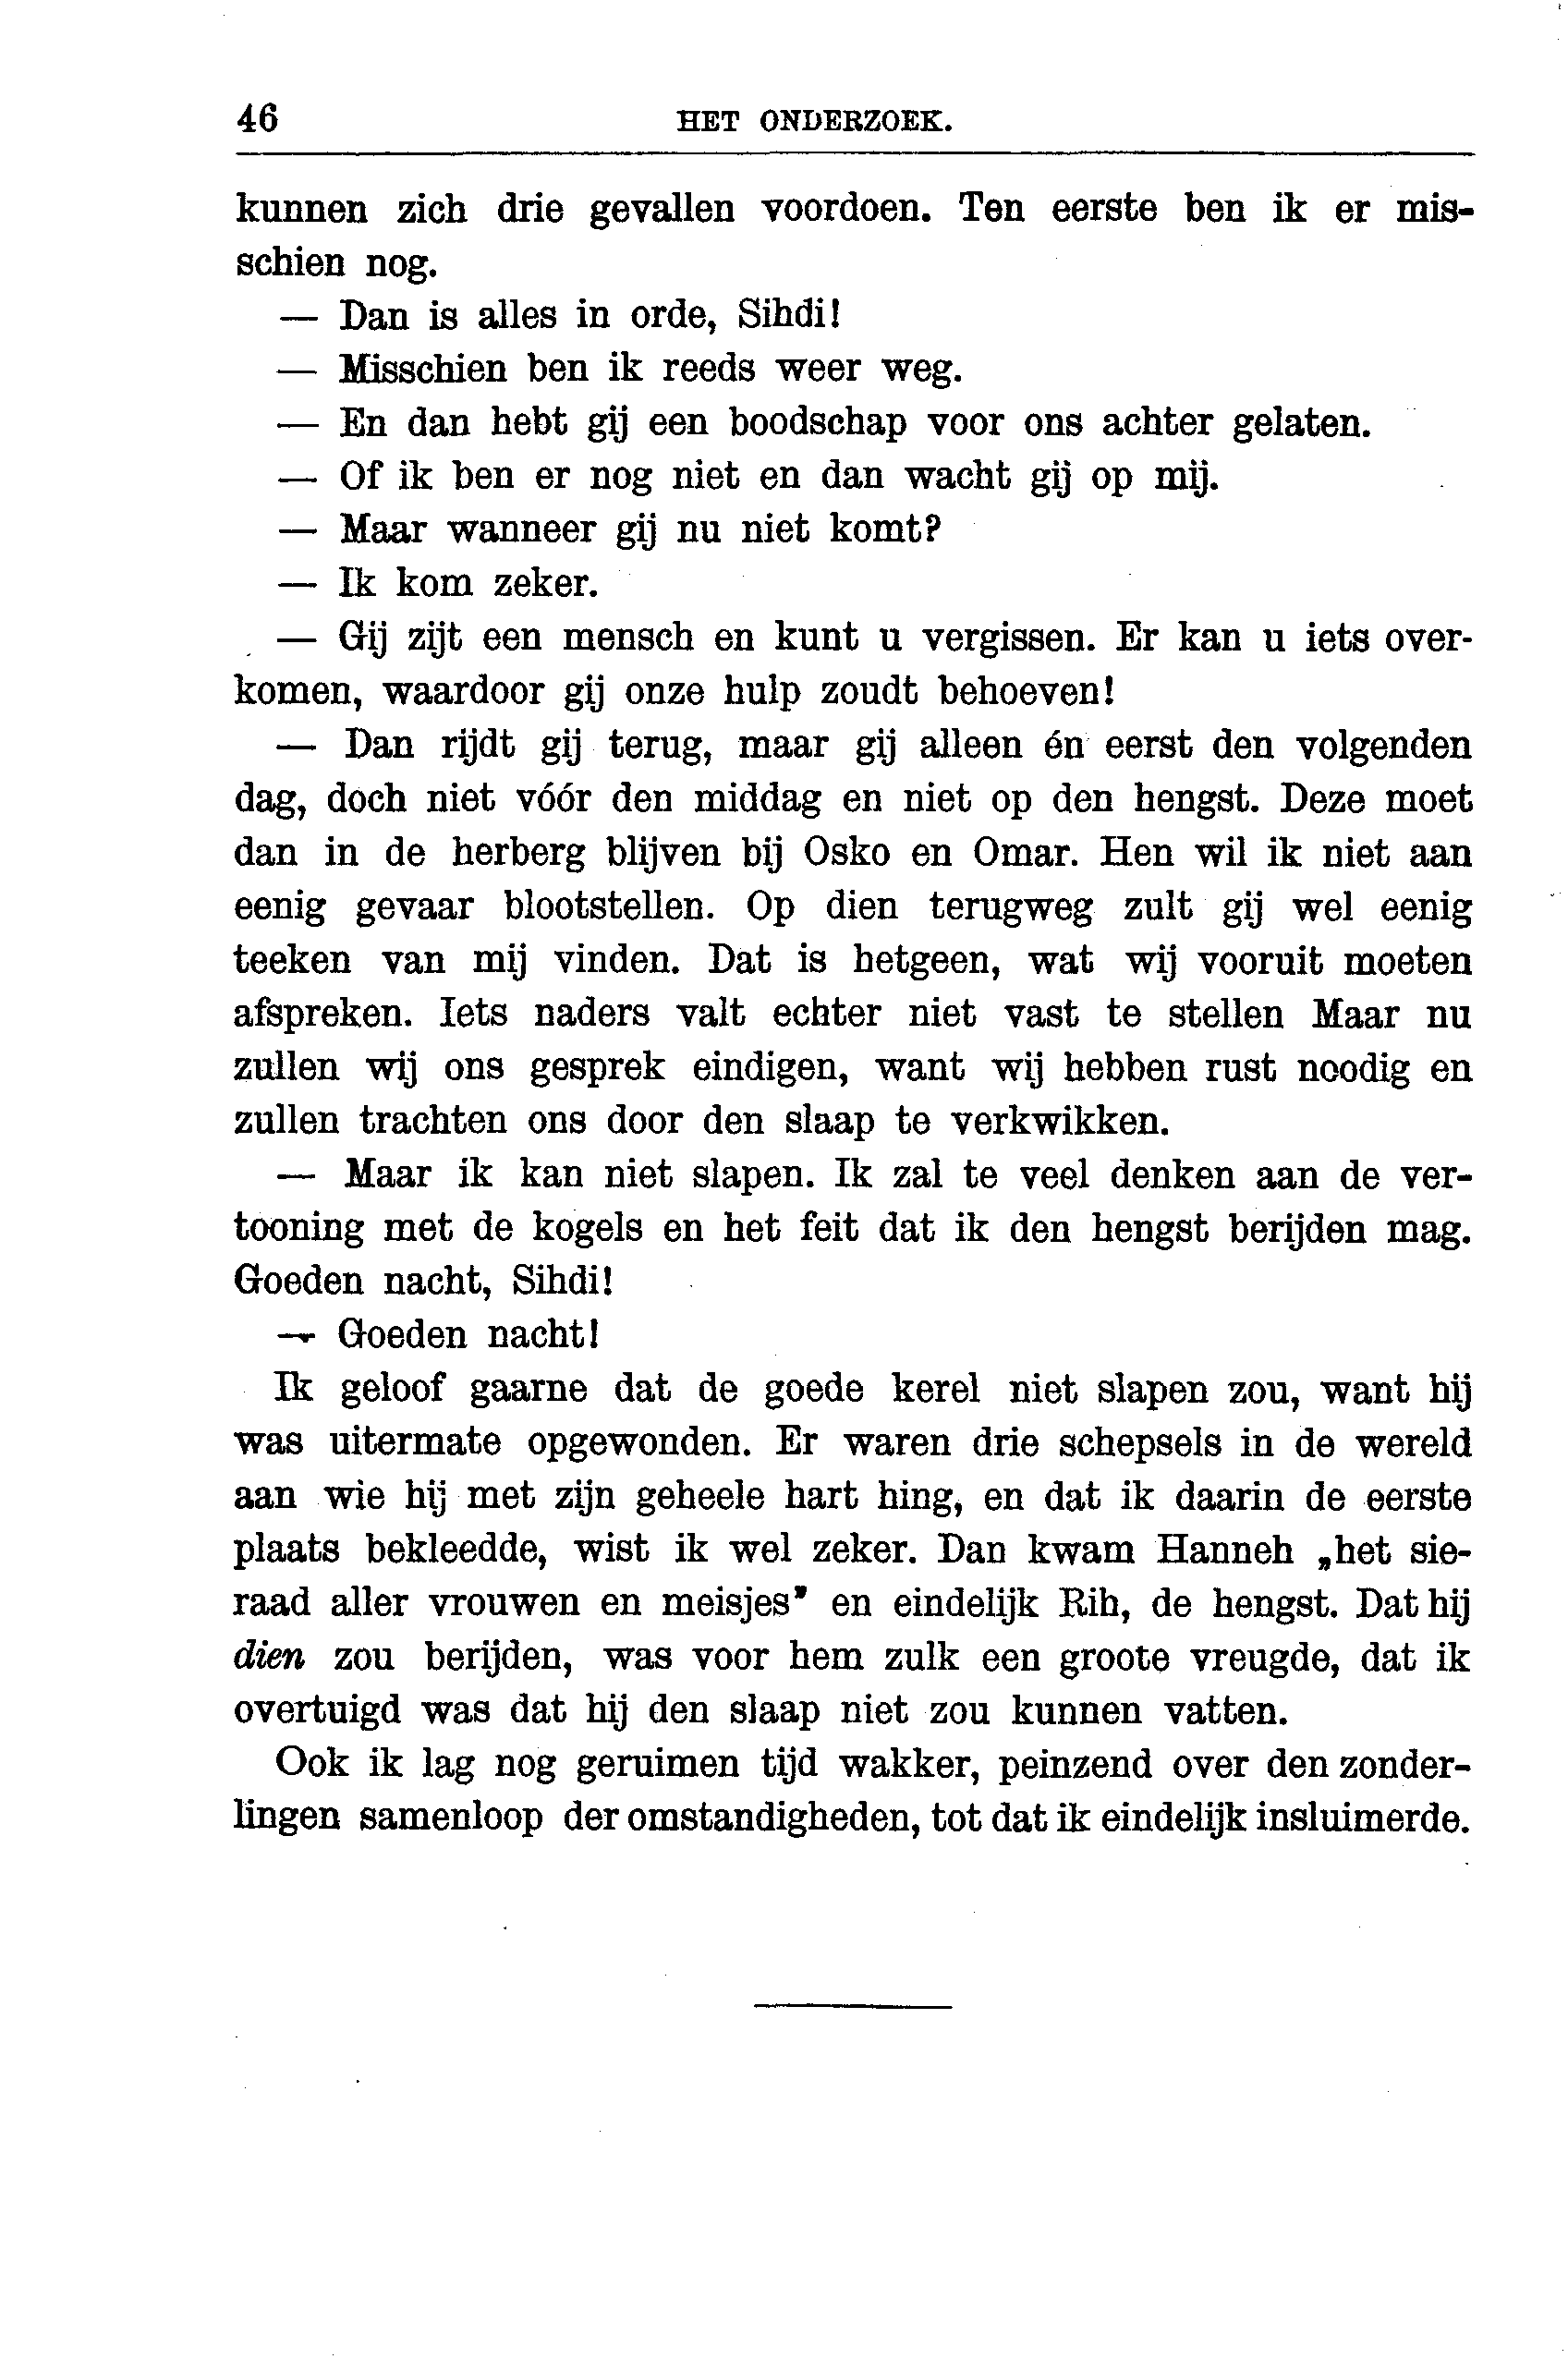 46 HET ONDERZOEK.
kunnen zich drie gevallen voordoen. Ten eerste ben ik er mis-
schien nog.
— Dan is alles in orde, Sihdi!
— Misschien ben ik reeds weer weg.
— En dan hebt gij een boodschap voor ons achter gelaten.
— Of ik ben er nog niet en dan wacht gij op mij.
— Maar wanneer gij nu niet komt?
— Ik kom zeker.
— Gij zijt een mensch en kunt u vergissen. Er kan u iets over-
komen, waardoor gij onze hulp zoudt behoeven!
— Dan rijdt gij terug, maar gij alleen én eerst den volgenden
dag, doch niet vóór den middag en niet op den hengst. Deze moet
dan in de herberg blijven bij Osko en Omar. Hen wil ik niet aan
eenig gevaar blootstellen. Op dien terugweg zult gij wel eenig
teeken van mij vinden. Dat is hetgeen, wat wij vooruit moeten
afspreken. Iets naders valt echter niet vast te stellen Maar nu
zullen wij ons gesprek eindigen, want wij hebben rust noodig en
zullen trachten ons door den slaap te verkwikken.
— Maar ik kan niet slapen. Ik zal te veel denken aan de ver-
tooning met de kogels en het feit dat ik den hengst berijden mag.
Goeden nacht, Sihdi!
— Goeden nacht!
Ik geloof gaarne dat de goede kerel niet slapen zou, want hij
was uitermate opgewonden. Er waren drie schepsels in de wereld
aan wie hij met zijn geheele hart hing, en dat ik daarin de eerste
plaats bekleedde, wist ik wel zeker. Dan kwam Hanneh „het sie-
raad aller vrouwen en meisjes" en eindelijk Rih, de hengst. Dat hij
dien zou berijden, was voor hem zulk een groote vreugde, dat ik
overtuigd was dat hij den slaap niet zou kunnen vatten.
Ook ik lag nog geruimen tijd wakker, peinzend over den zonder-
lingen samenloop der omstandigheden, tot dat ik eindelijk insluimerde.